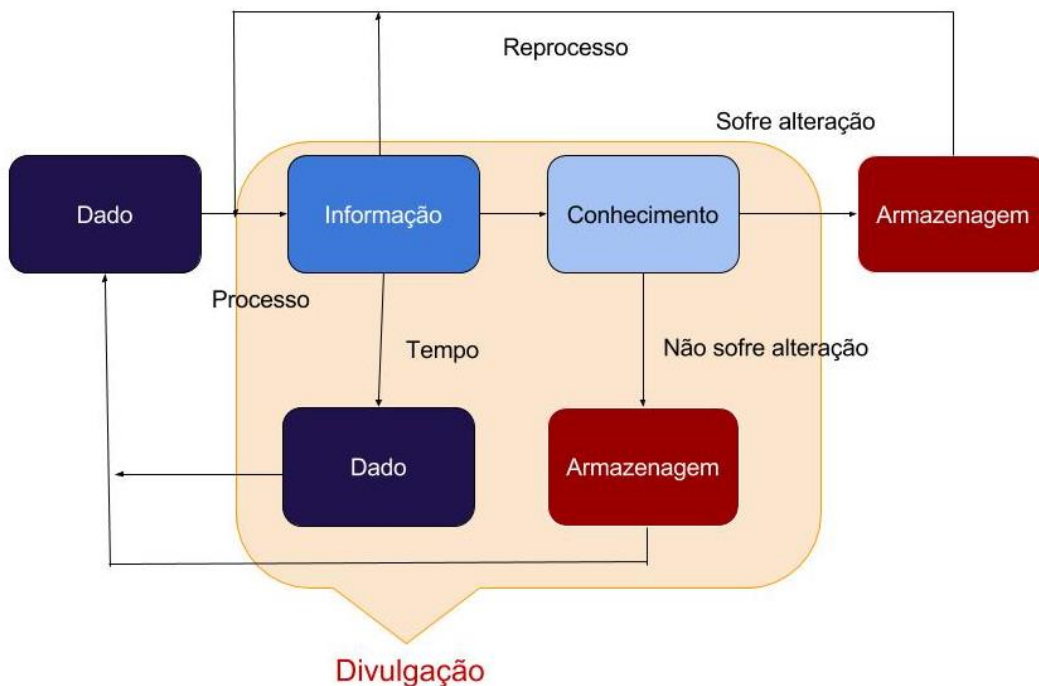 Reprocesso
Sofre alteração
Dado
Informação
Conhecimento
Armazenagem
Processo
Tempo
Não sofre alteração
Dado
Armazenagem
Divulgação